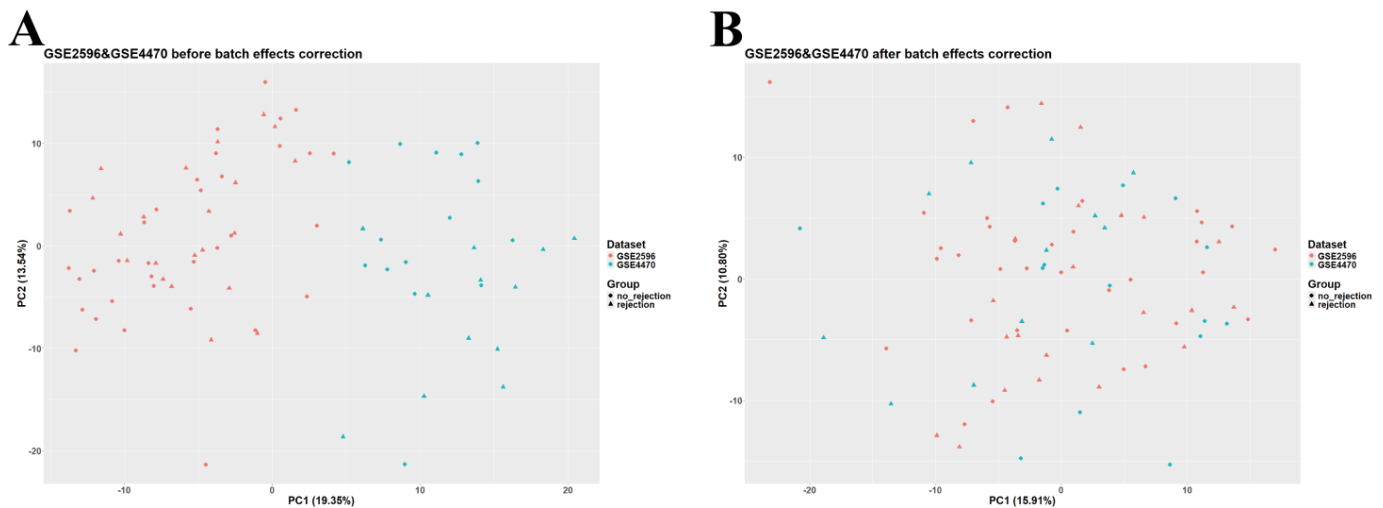 A
GSE2596&GSE4470 before batch effects correction
10
0
-10
-20
PC2 (13.54%)
-10
0
10
20
PC1 (19.35%)
Dataset
GSE2596
GSE4470
Group
no_rejection
rejection
B
GSE2596&GSE4470 after batch effects correction
10
0
-10
PC2 (10.80%)
-20
-10
0
10
PC1 (15.91%)
Dataset
GSE2596
GSE4470
Group
no_rejection
rejection